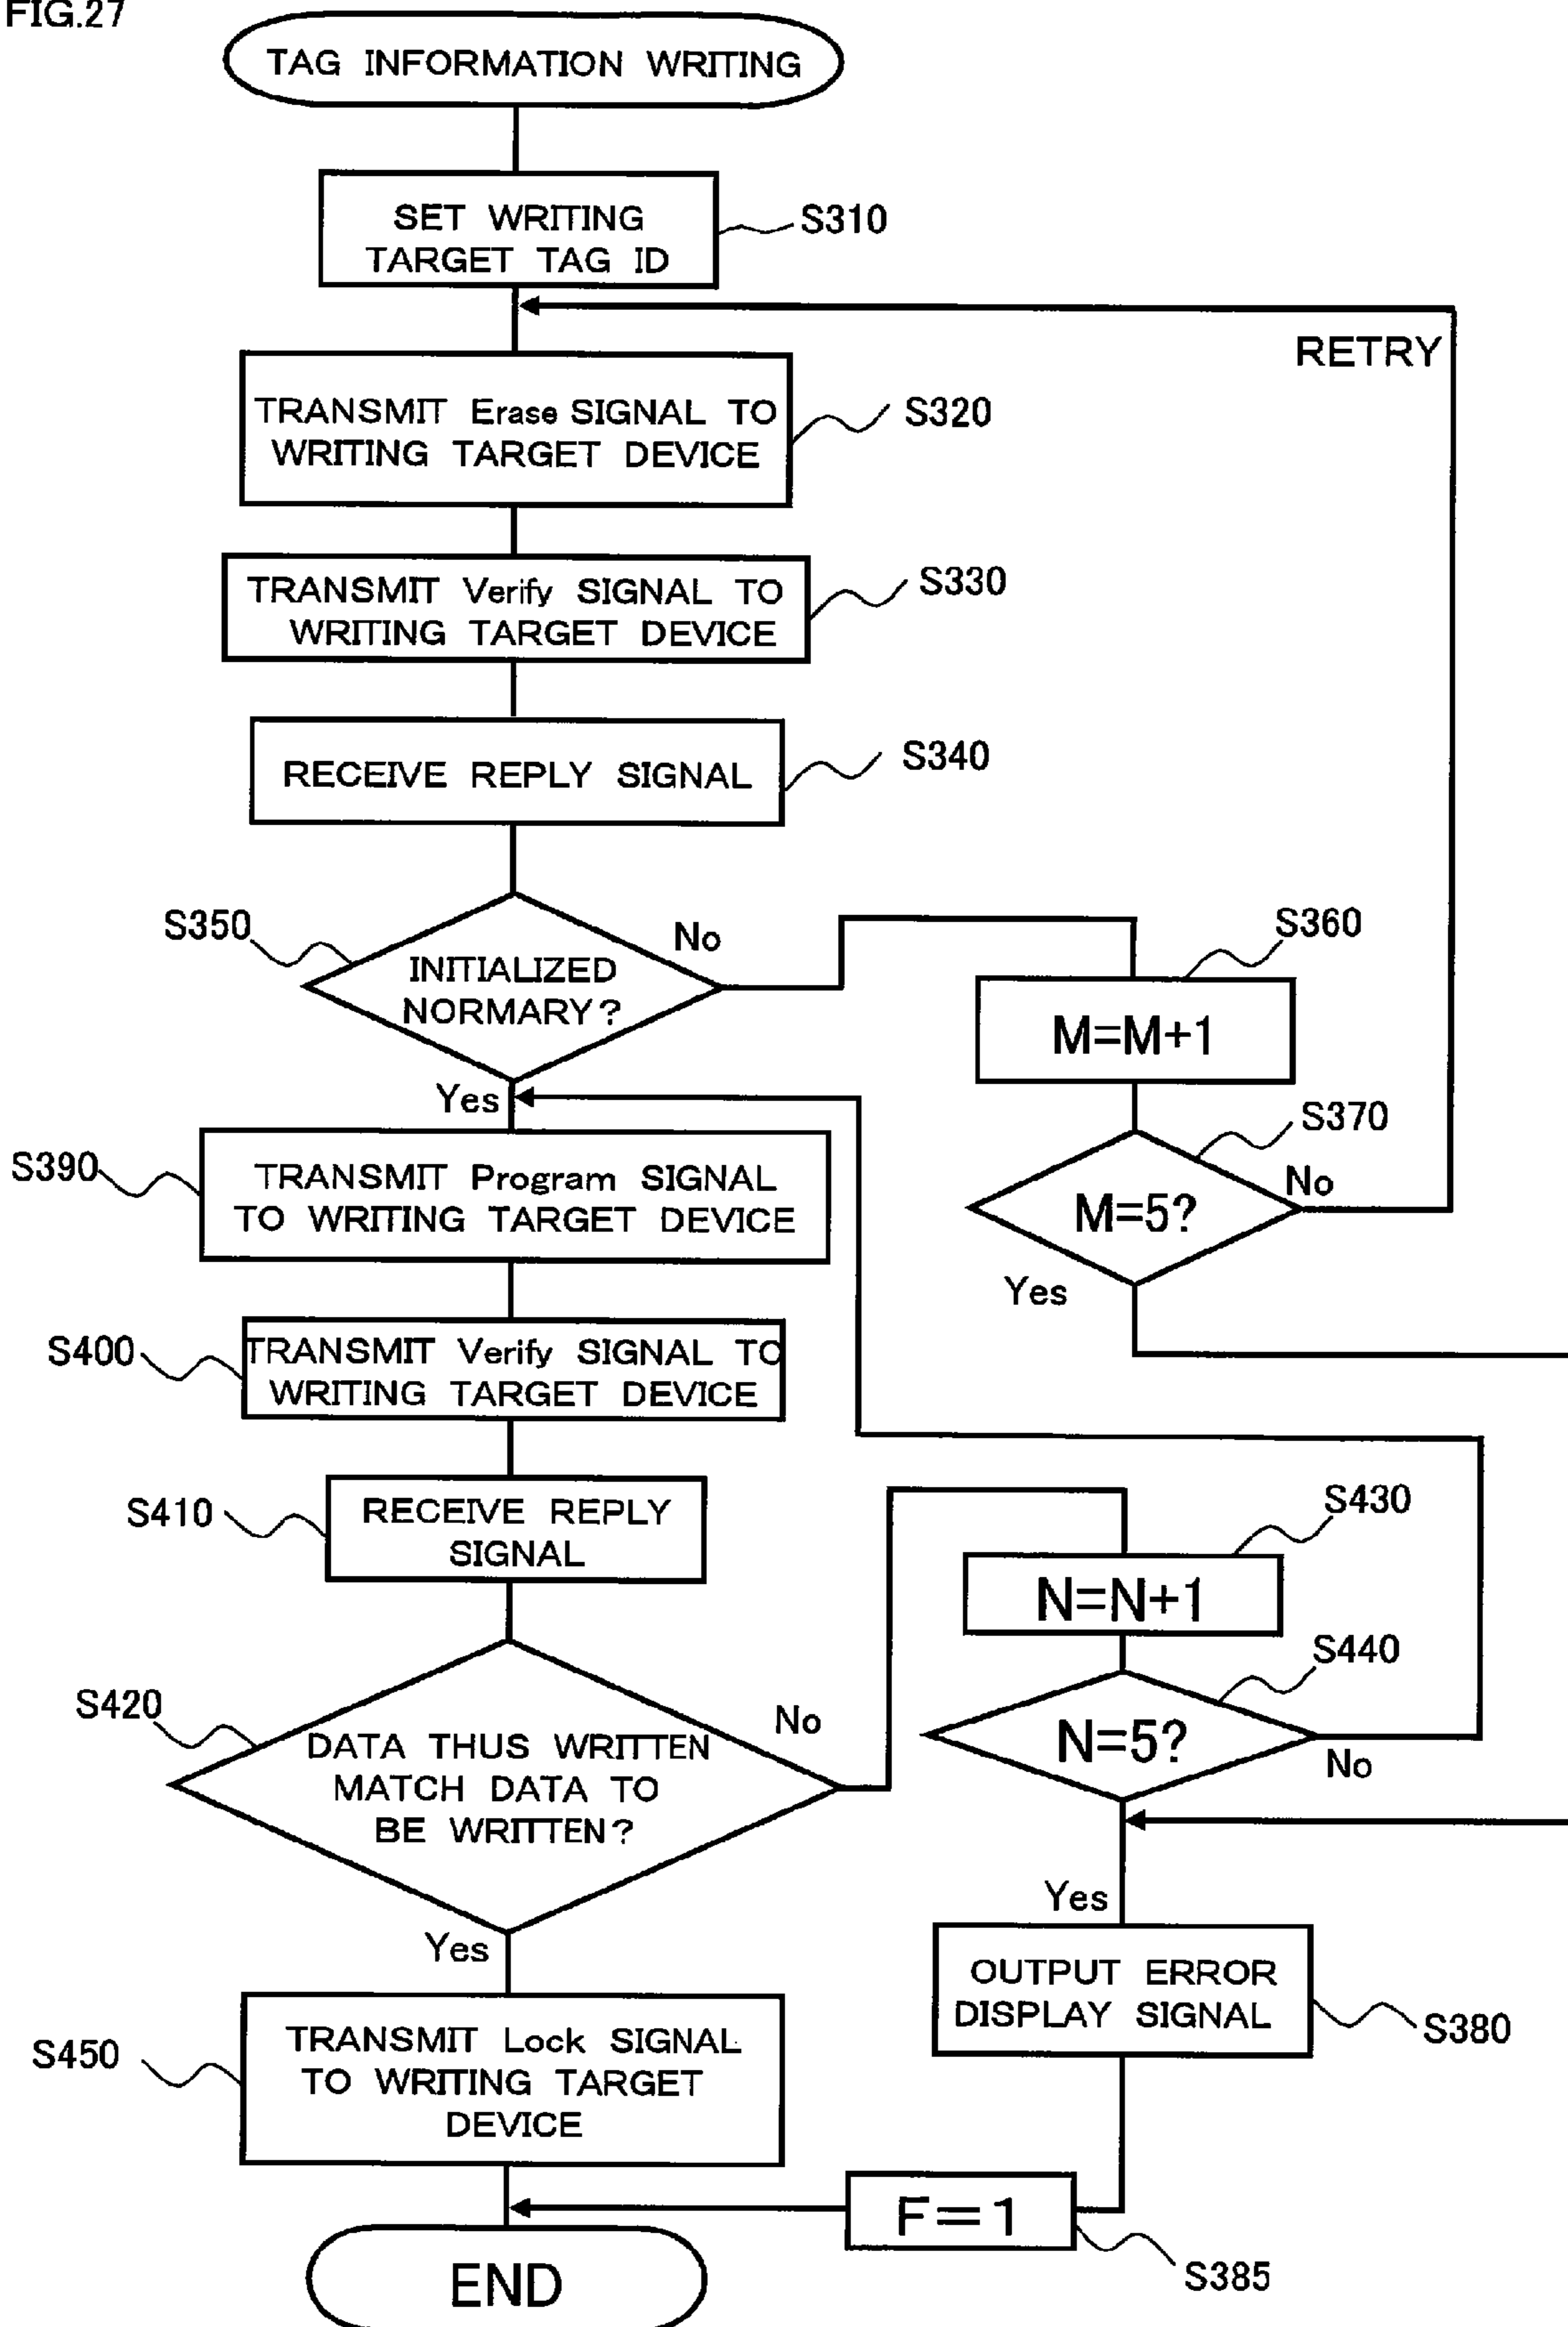 FIG.27
TAG INFORMATION WRITING
SET WRITING
TARGET TAG ID
S310
RETRY
TRANSMIT Erase SIGNAL TO
WRITING TARGET DEVICE
S320
TRANSMIT Verify SIGNAL TO
WRITING TARGET DEVICE
S330
RECEIVE REPLY SIGNAL
S340
S350
INITIALIZED
NORMARY?
No
S360
M=M+1
Yes
S370
M=5?
No
Yes
S390
TRANSMIT Program SIGNAL
TO WRITING TARGET DEVICE
S400
TRANSMIT Verify SIGNAL TO
WRITING TARGET DEVICE
S410
RECEIVE REPLY
SIGNAL
S430
N=N+1
S420
DATA THUS WRITTEN
MATCH DATA TO
BE WRITTEN?
No
S440
N=5?
No
Yes
Yes
OUTPUT ERROR
DISPLAY SIGNAL
S380
S450
TRANSMIT Lock SIGNAL
TO WRITING TARGET
DEVICE
F=1
S385
END